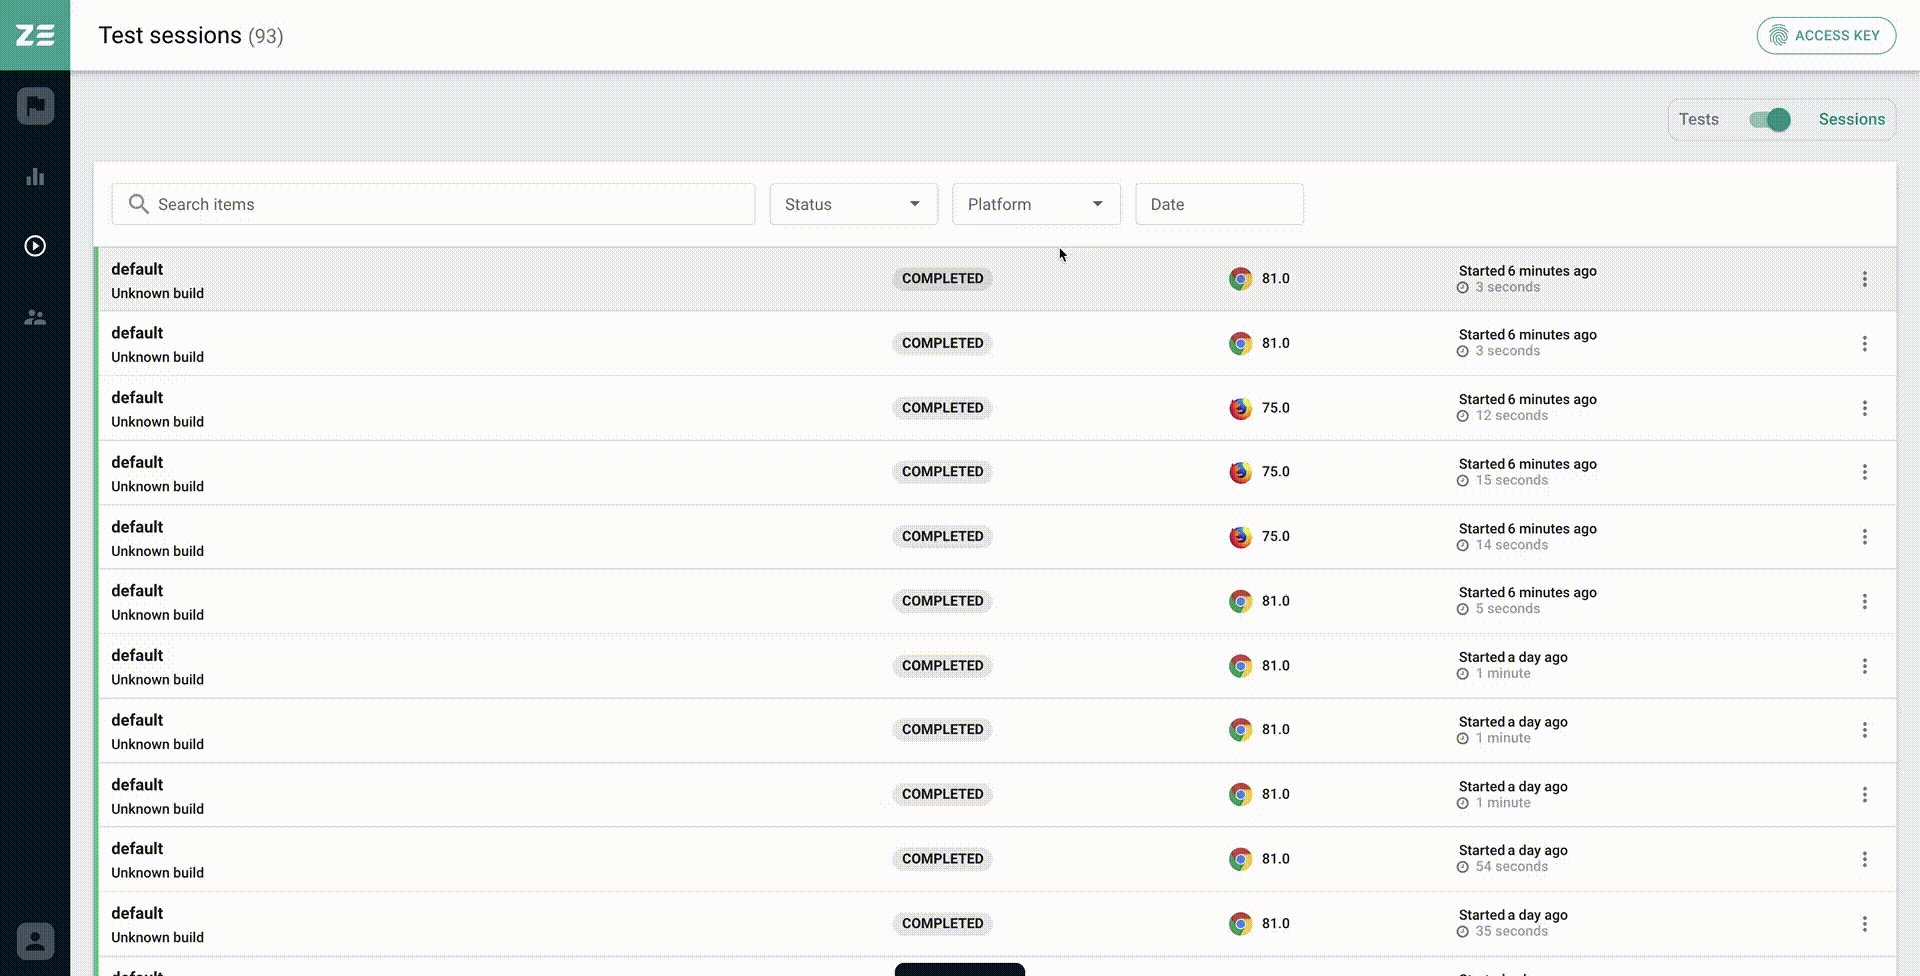 ZE
Test sessions (93)
ACCESS KEY
Tests Sessions
Search items Status Platform Date
default
Unknown build
COMPLETED
81.0
Started 6 minutes ago
3 seconds
default
Unknown build
COMPLETED
81.0
Started 6 minutes ago
3 seconds
default
Unknown build
COMPLETED
75.0
Started 6 minutes ago
12 seconds
default
Unknown build
COMPLETED
75.0
Started 6 minutes ago
15 seconds
default
Unknown build
COMPLETED
75.0
Started 6 minutes ago
14 seconds
default
Unknown build
COMPLETED
81.0
Started 6 minutes ago
5 seconds
default
Unknown build
COMPLETED
81.0
Started a day ago
1 minute
default
Unknown build
COMPLETED
81.0
Started a day ago
1 minute
default
Unknown build
COMPLETED
81.0
Started a day ago
1 minute
default
Unknown build
COMPLETED
81.0
Started a day ago
54 seconds
default
Unknown build
COMPLETED
81.0
Started a day ago
35 seconds